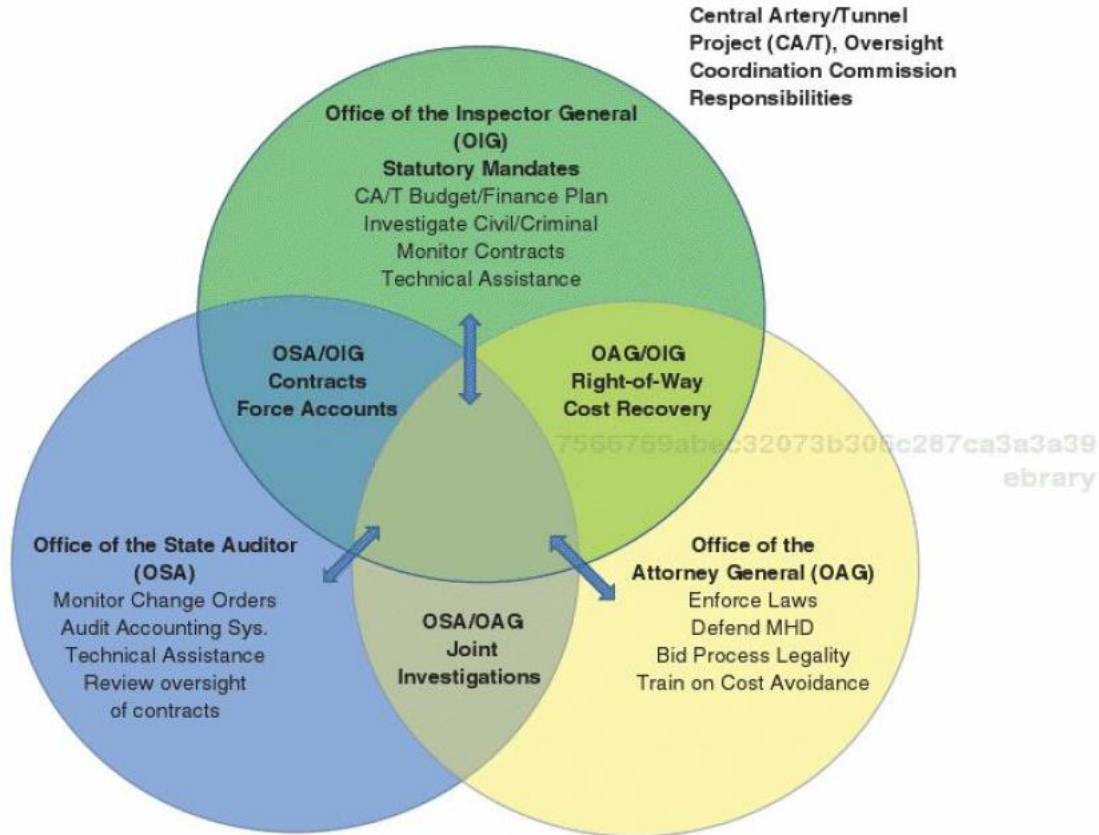 Central Artery/Tunnel
Project (CA/T), Oversight
Coordination Commission
Responsibilities
Office of the Inspector General
(OIG)
Statutory Mandates
CA/T Budget/Finance Plan
Investigate Civil/Criminal
Monitor Contracts
Technical Assistance
OSA/OIG
Contracts
Force Accounts
OAG/OIG
Right-of-Way
Cost Recovery
7566769abec32073b306c287ca3a3a39
ebrary
Office of the State Auditor
(OSA)
Monitor Change Orders
Audit Accounting Sys.
Technical Assistance
Review oversight
of contracts
OSA/OAG
Joint
Investigations
Office of the
Attorney General (OAG)
Enforce Laws
Defend MHD
Bid Process Legality
Train on Cost Avoidance